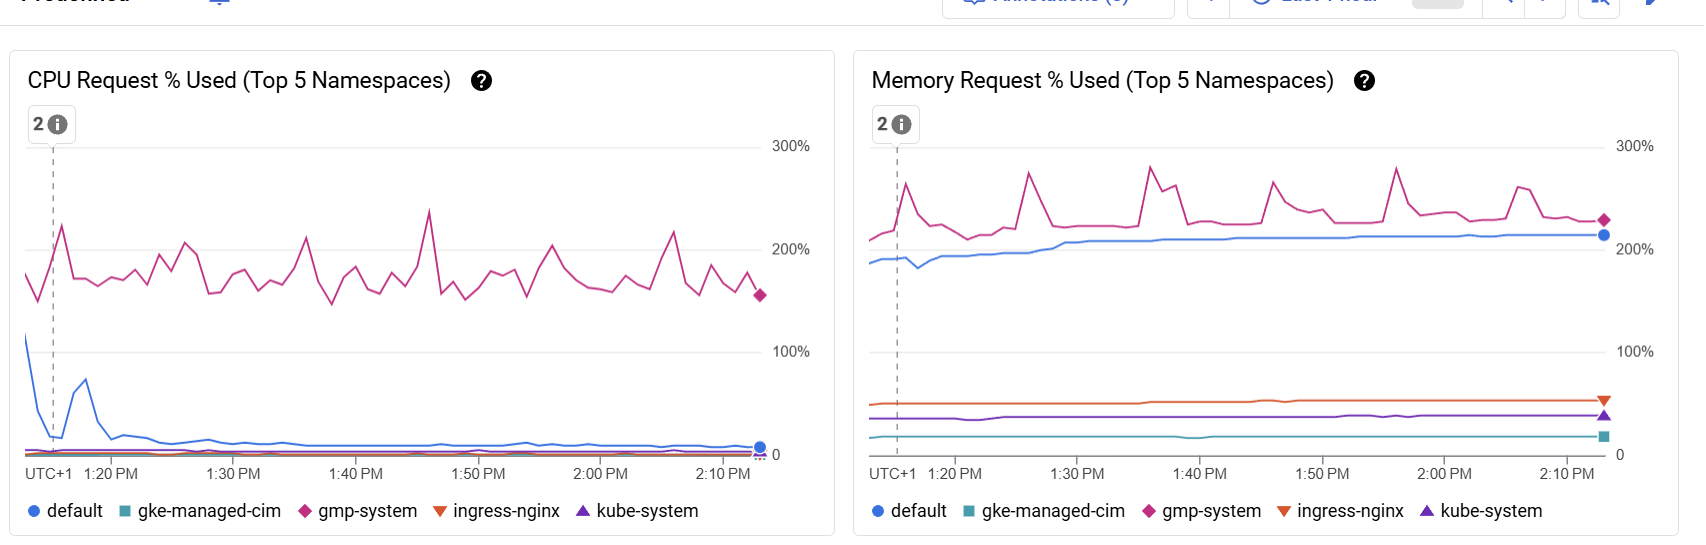 CPU Request % Used (Top 5 Namespaces)
2
300%
200%
100%
0
UTC+1 1:20 PM 1:30 PM 1:40 PM 1:50 PM 2:00 PM 2:10 PM
default gke-managed-cim gmp-system ingress-nginx kube-system
Memory Request % Used (Top 5 Namespaces)
2
300%
200%
100%
0
UTC+1 1:20 PM 1:30 PM 1:40 PM 1:50 PM 2:00 PM 2:10 PM
default gke-managed-cim gmp-system ingress-nginx kube-system